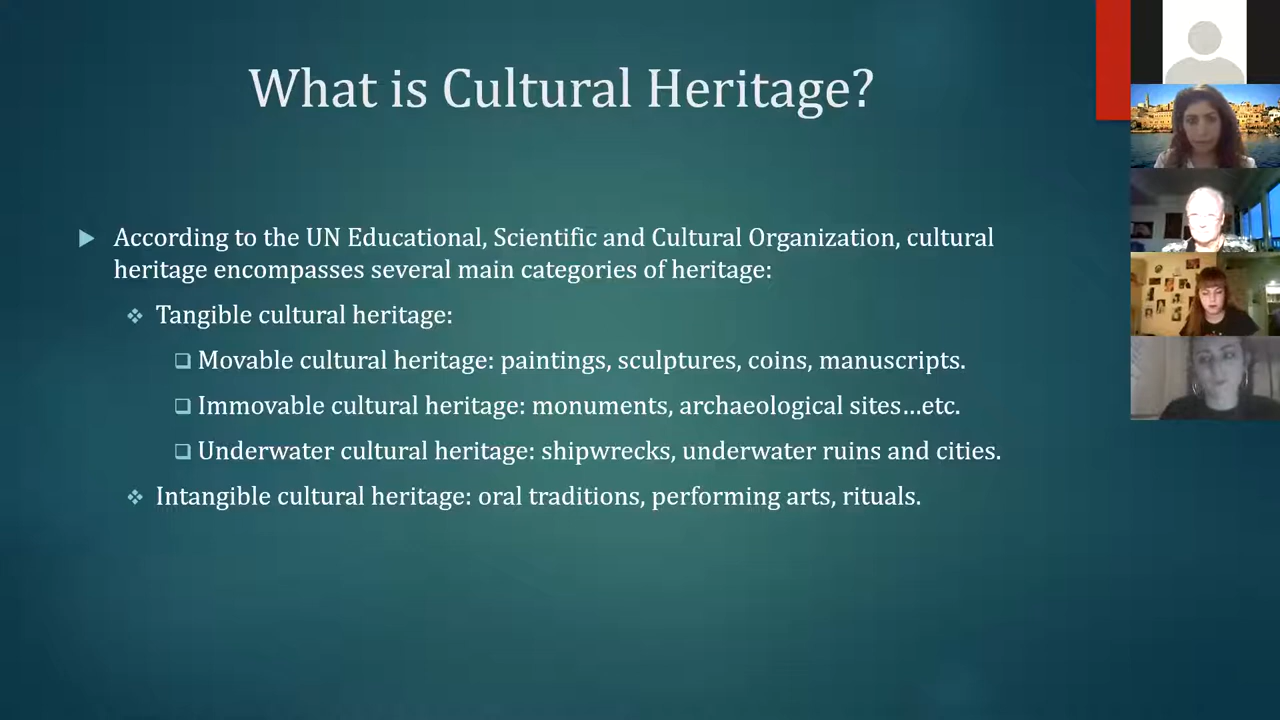 What is Cultural Heritage?
According to the UN Educational, Scientific and Cultural Organization, cultural
heritage encompasses several main categories of heritage:
Tangible cultural heritage:
Movable cultural heritage: paintings, sculptures, coins, manuscripts.
Immovable cultural heritage: monuments, archaeological sites…etc.
Underwater cultural heritage: shipwrecks, underwater ruins and cities.
Intangible cultural heritage: oral traditions, performing arts, rituals.